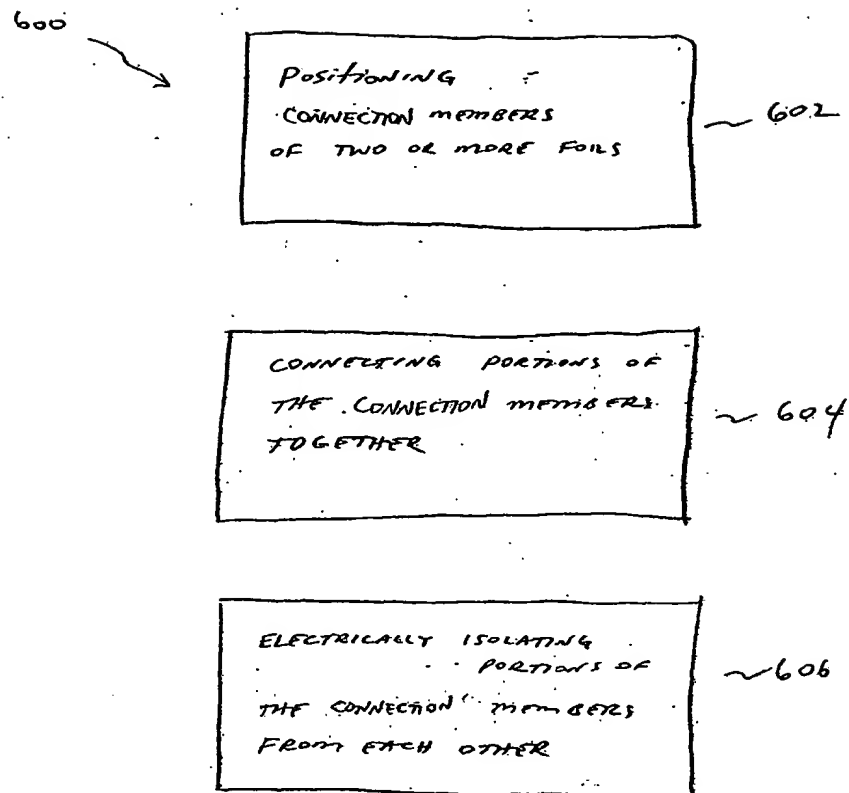 600
Positioning
CONNECTION MEMBERS
OF TWO OR MORE FOILS
602
CONNECTING PORTIONS OF
THE CONNECTION MEMBERS
TOGETHER
604
ELECTRICALLY ISOLATING
PORTIONS OF
THE CONNECTION MEMBERS
FROM EACH OTHER
606